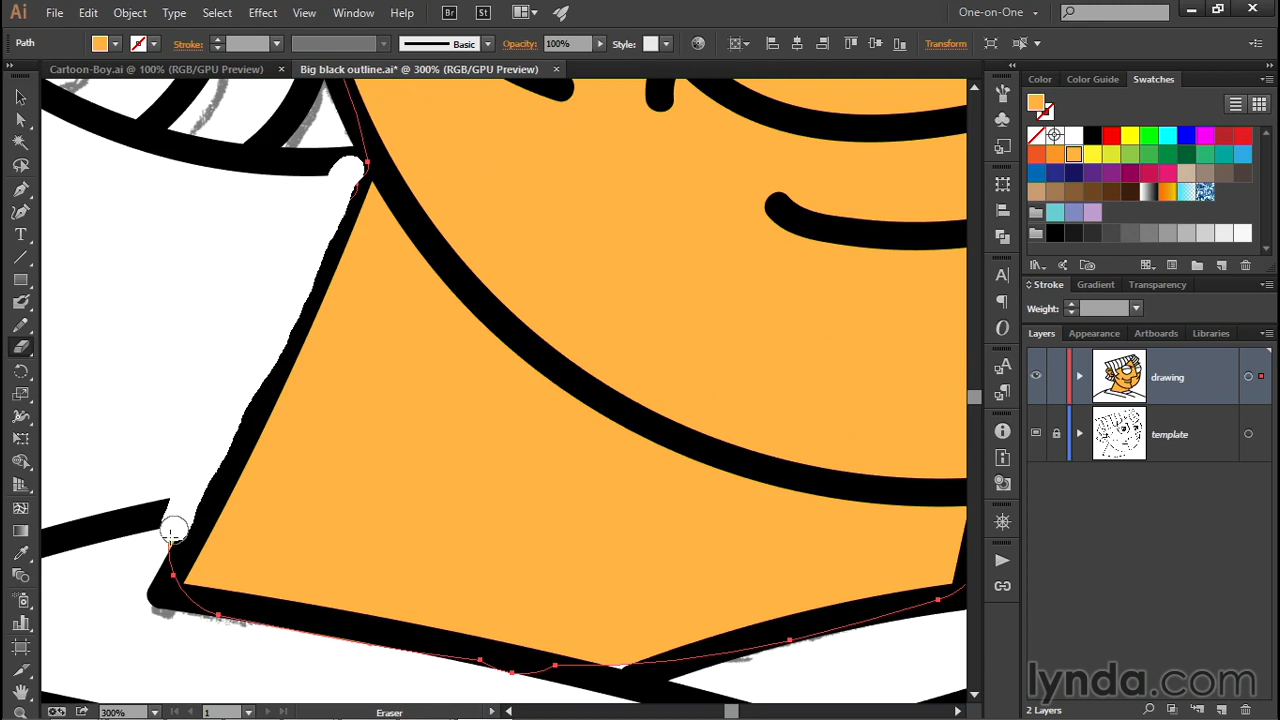 Ai File Edit Object Type Select Effect View Window Help Br St One-on-One
Path Stroke: Basic Opacity: 100% Style: Transform
Cartoon-Boy.ai @ 100% (RGB/GPU Preview) × Big black outline.ai* @ 300% (RGB/GPU Preview) ×
Color Color Guide Swatches
Stroke Gradient Transparency
Weight:
Layers Appearance Artboards Libraries
drawing
template
lynda.com
300% 1 Eraser 2 Layers